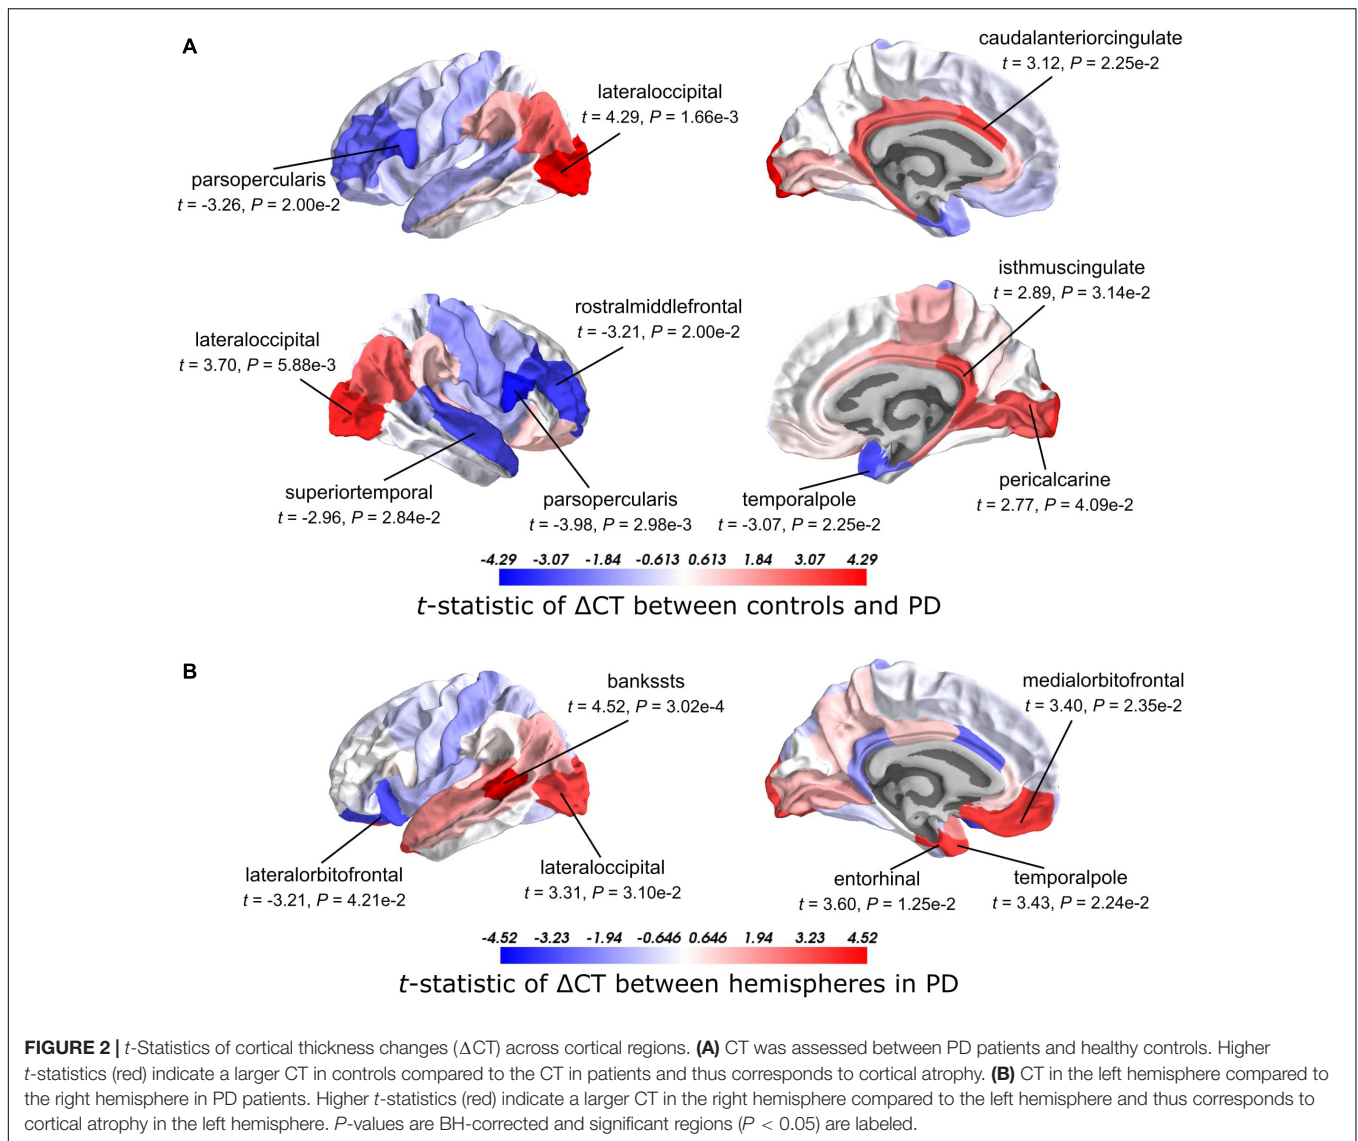 A
caudalanteriorcingulate
t = 3.12, P = 2.25e-2
lateraloccipital
t = 4.29, P = 1.66e-3
parsopercularis
t = -3.26, P = 2.00e-2
isthmuscingulate
t = 2.89, P = 3.14e-2
rostralmiddlefrontal
t = -3.21, P = 2.00e-2
lateraloccipital
t = 3.70, P = 5.88e-3
pericalcarine
t = 2.77, P = 4.09e-2
superiortemporal
t = -2.96, P = 2.84e-2
parsopercularis
t = -3.98, P = 2.98e-3
temporalpole
t = -3.07, P = 2.25e-2
-4.29 -3.07 -1.84 -0.613 0.613 1.84 3.07 4.29
t-statistic of ΔCT between controls and PD
B
bankssts
t = 4.52, P = 3.02e-4
medialorbitofrontal
t = 3.40, P = 2.35e-2
lateralorbitofrontal
t = -3.21, P = 4.21e-2
lateraloccipital
t = 3.31, P = 3.10e-2
entorhinal
t = 3.60, P = 1.25e-2
temporalpole
t = 3.43, P = 2.24e-2
-4.52 -3.23 -1.94 -0.646 0.646 1.94 3.23 4.52
t-statistic of ΔCT between hemispheres in PD
FIGURE 2 | t-Statistics of cortical thickness changes (ΔCT) across cortical regions. (A) CT was assessed between PD patients and healthy controls. Higher
t-statistics (red) indicate a larger CT in controls compared to the CT in patients and thus corresponds to cortical atrophy. (B) CT in the left hemisphere compared to
the right hemisphere in PD patients. Higher t-statistics (red) indicate a larger CT in the right hemisphere compared to the left hemisphere and thus corresponds to
cortical atrophy in the left hemisphere. P-values are BH-corrected and significant regions (P < 0.05) are labeled.